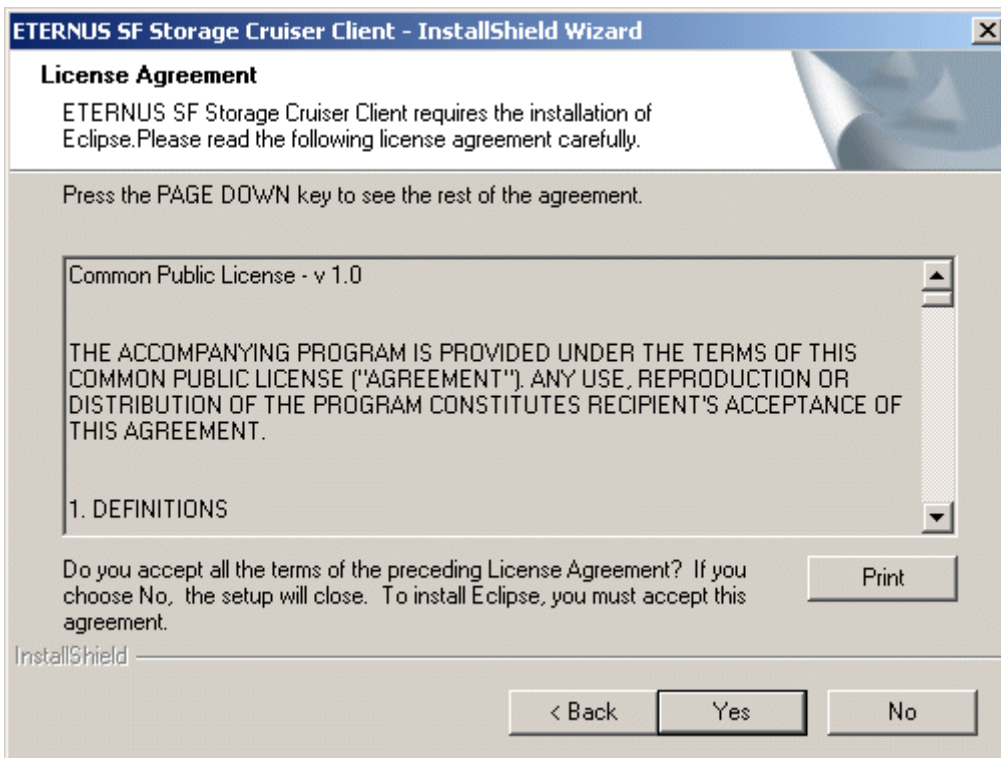 ETERNUS SF Storage Cruiser Client - InstallShield Wizard
License Agreement
ETERNUS SF Storage Cruiser Client requires the installation of
Eclipse.Please read the following license agreement carefully.
Press the PAGE DOWN key to see the rest of the agreement.
Common Public License - v 1.0
THE ACCOMPANYING PROGRAM IS PROVIDED UNDER THE TERMS OF THIS
COMMON PUBLIC LICENSE ("AGREEMENT"). ANY USE, REPRODUCTION OR
DISTRIBUTION OF THE PROGRAM CONSTITUTES RECIPIENT'S ACCEPTANCE OF
THIS AGREEMENT.
1. DEFINITIONS
Do you accept all the terms of the preceding License Agreement?  If you
choose No,  the setup will close.  To install Eclipse, you must accept this
agreement.
Print
InstallShield
< Back
Yes
No